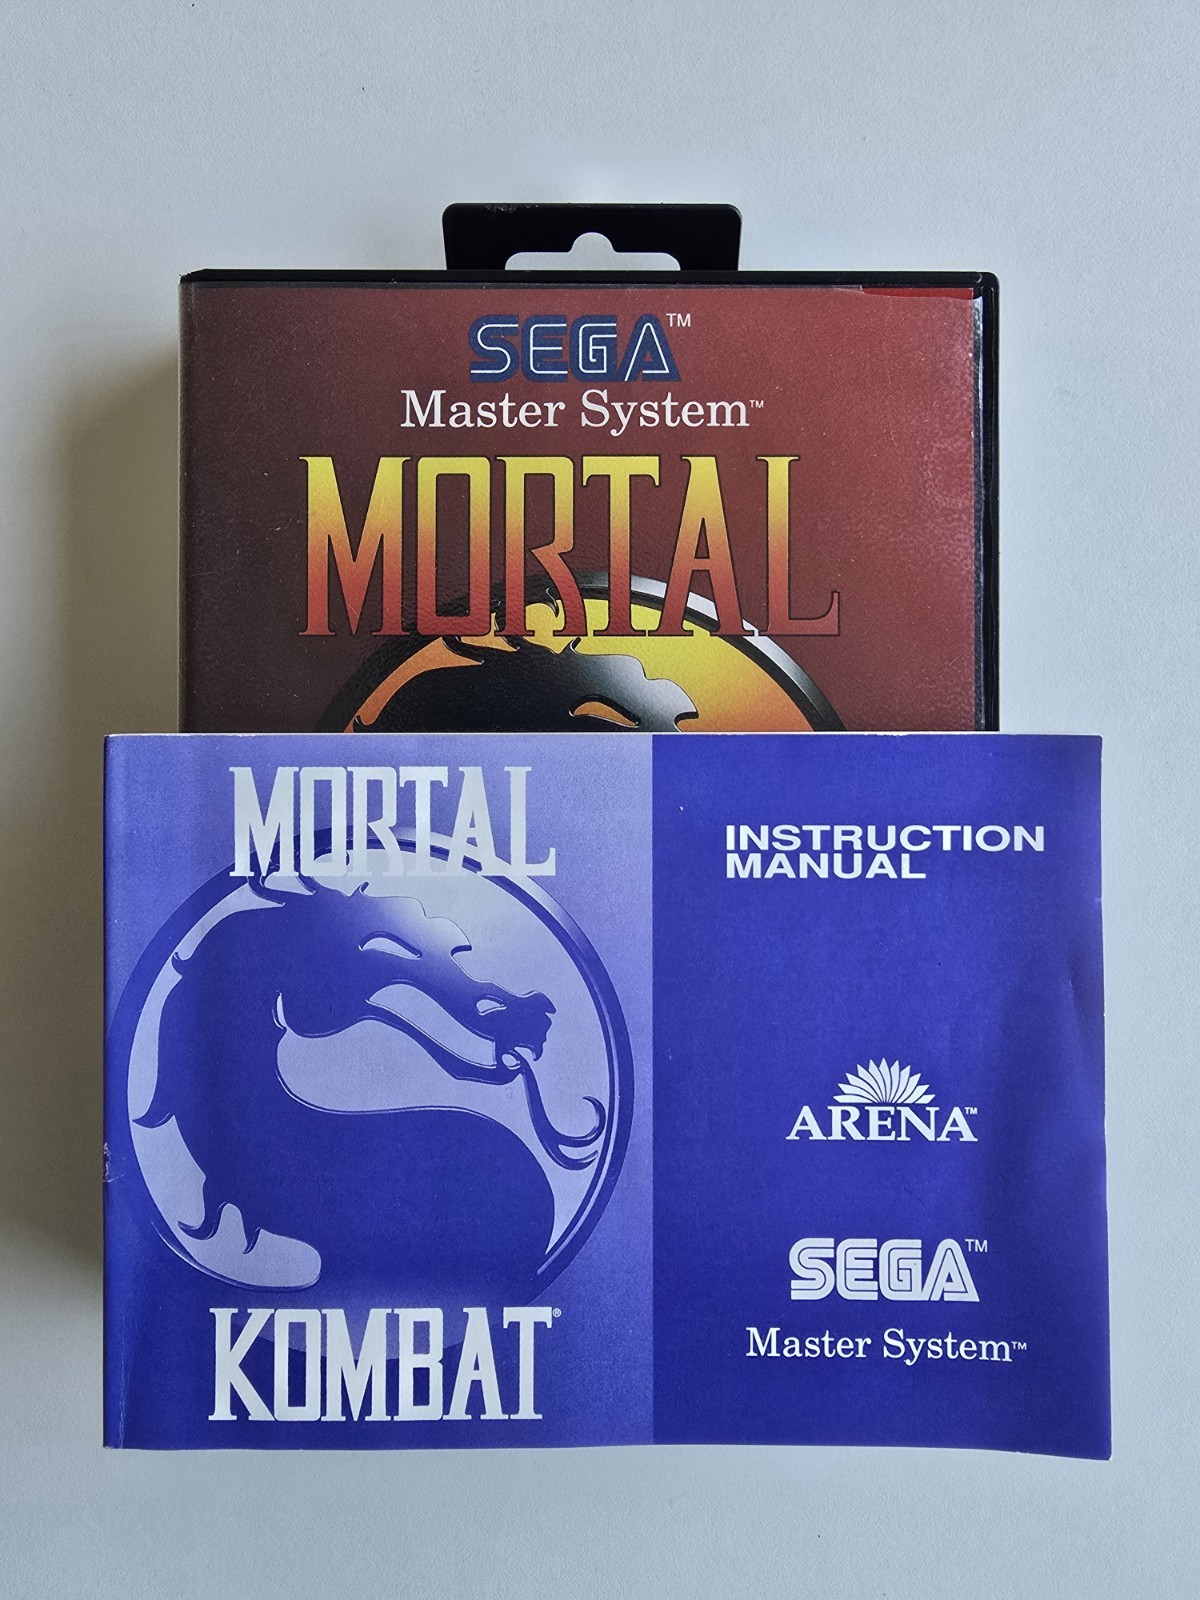 SEGA™
Master System™
MORTAL
MORTAL
KOMBAT®
INSTRUCTION
MANUAL
ARENA™
SEGA™
Master System™